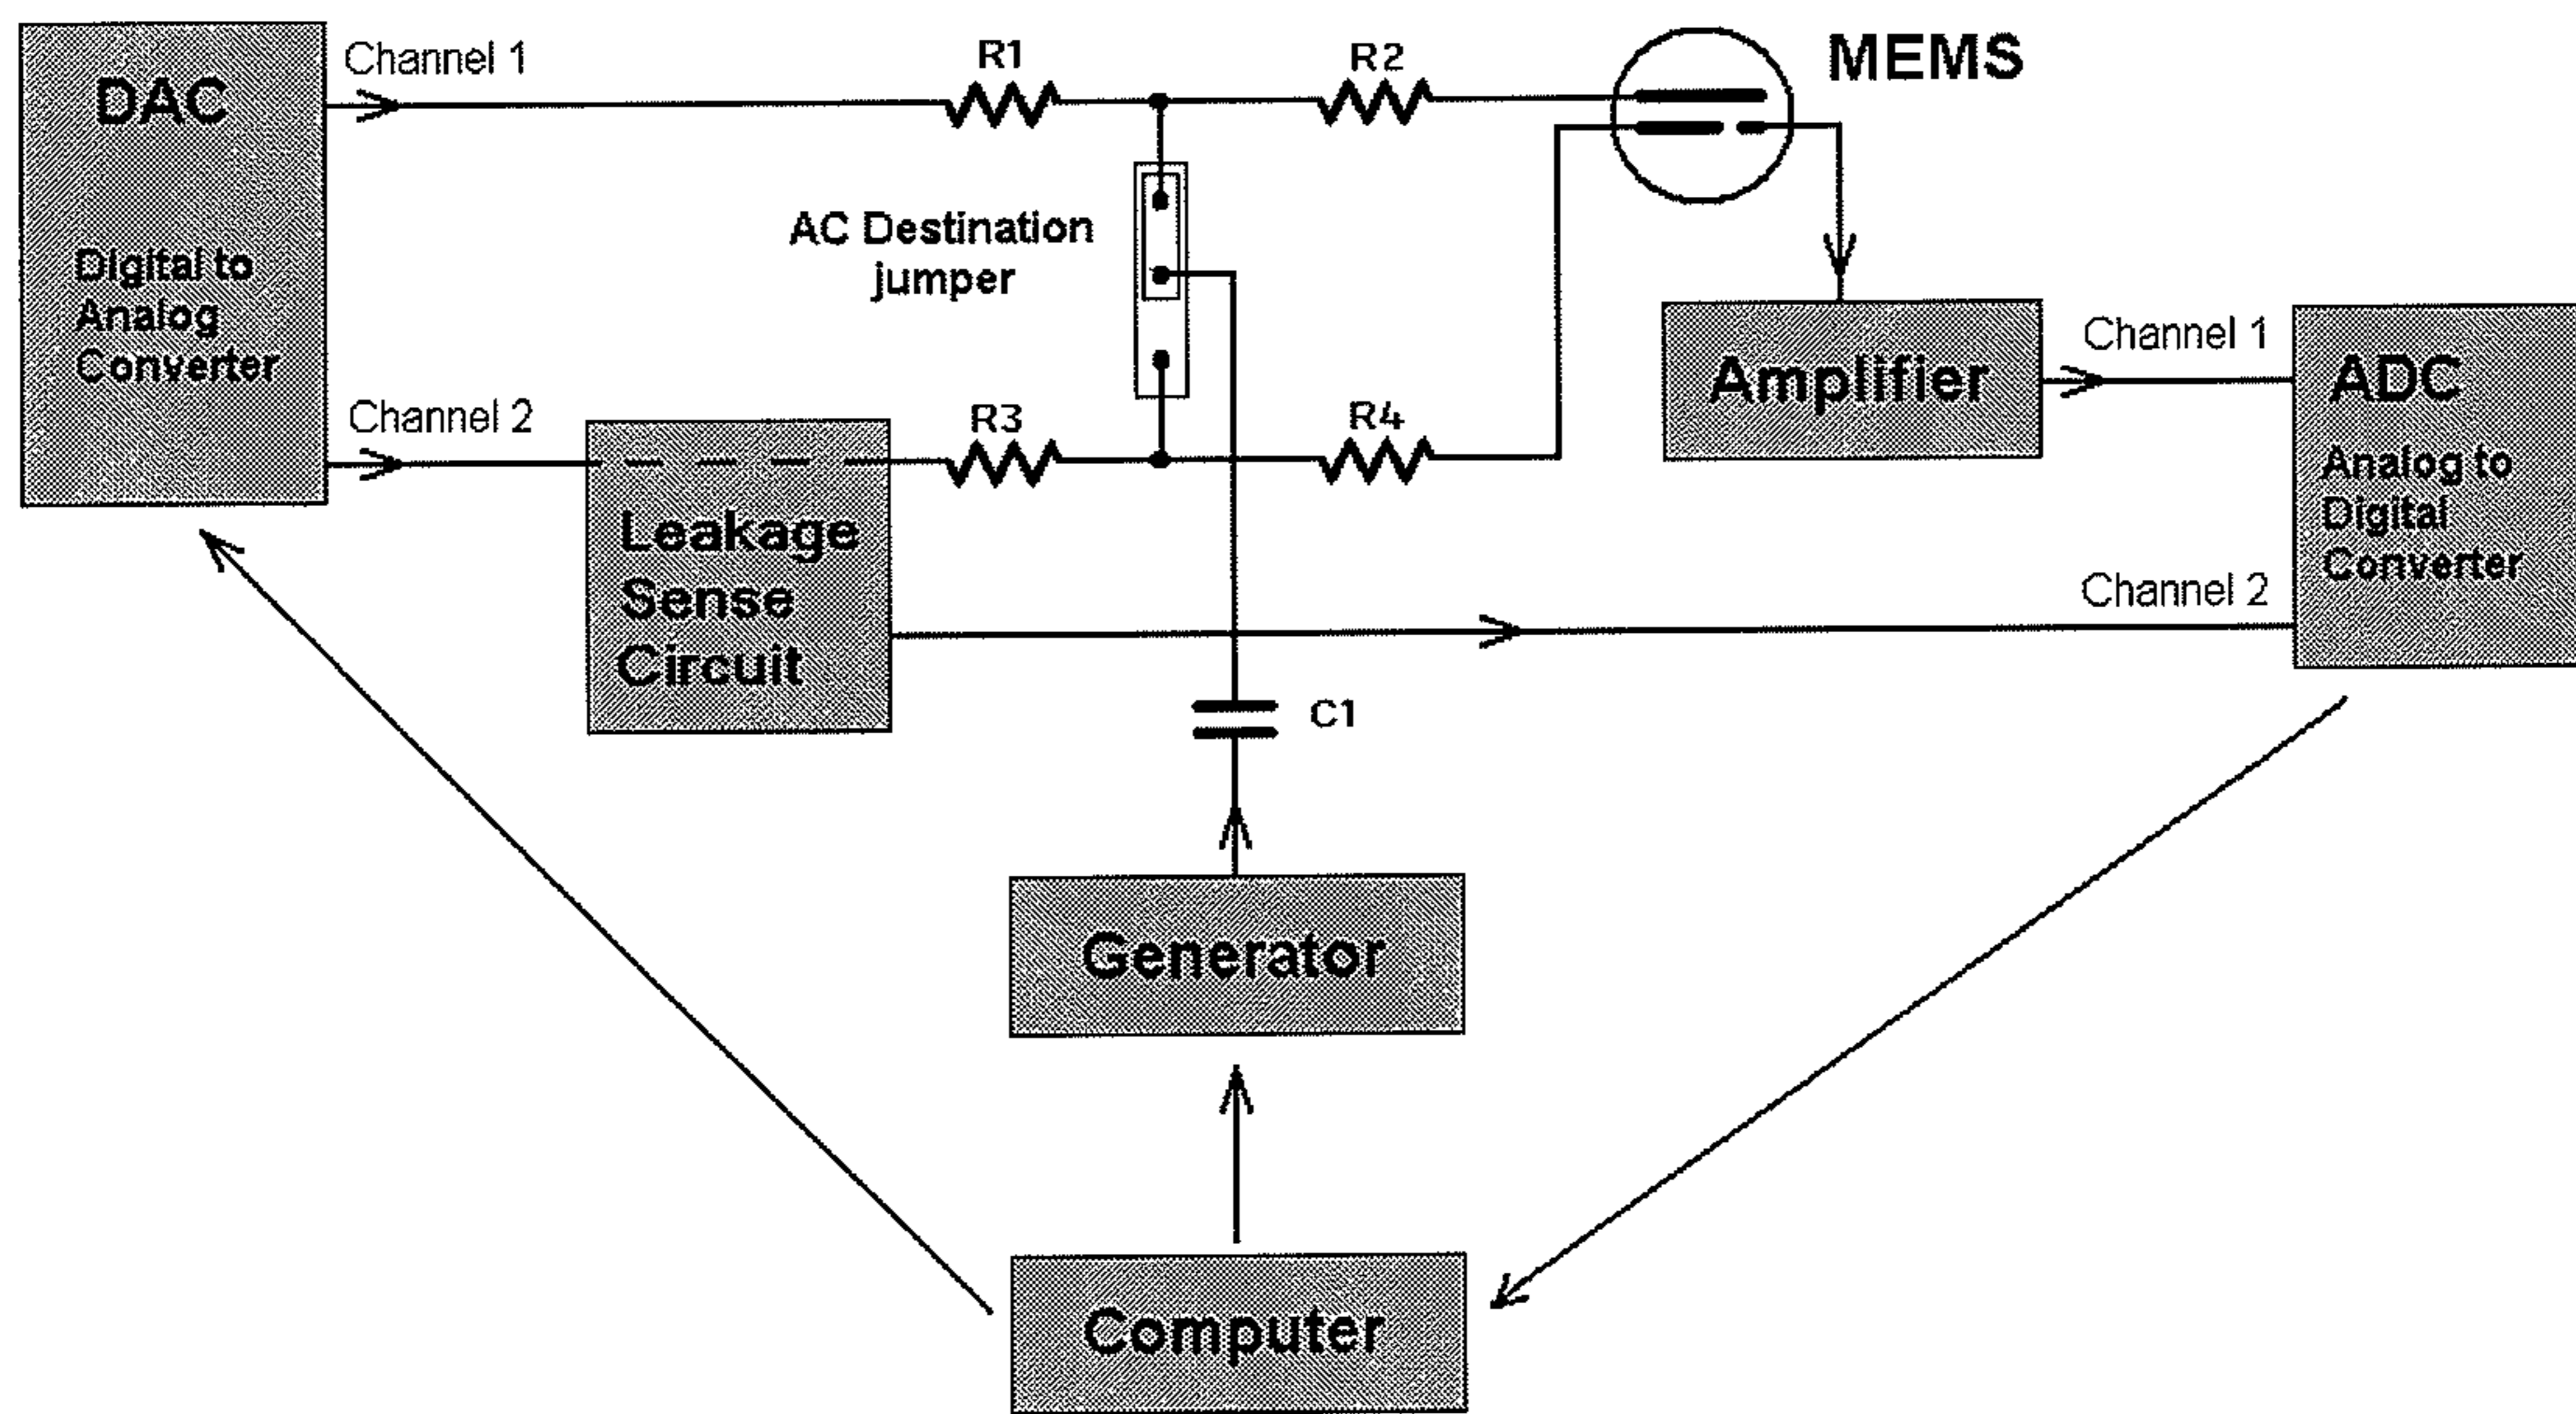 DAC
Digital to
Analog
Converter
Channel 1
Channel 2
R1
R2
MEMS
AC Destination
jumper
R3
R4
Leakage
Sense
Circuit
Amplifier
Channel 1
Channel 2
ADC
Analog to
Digital
Converter
C1
Generator
Computer